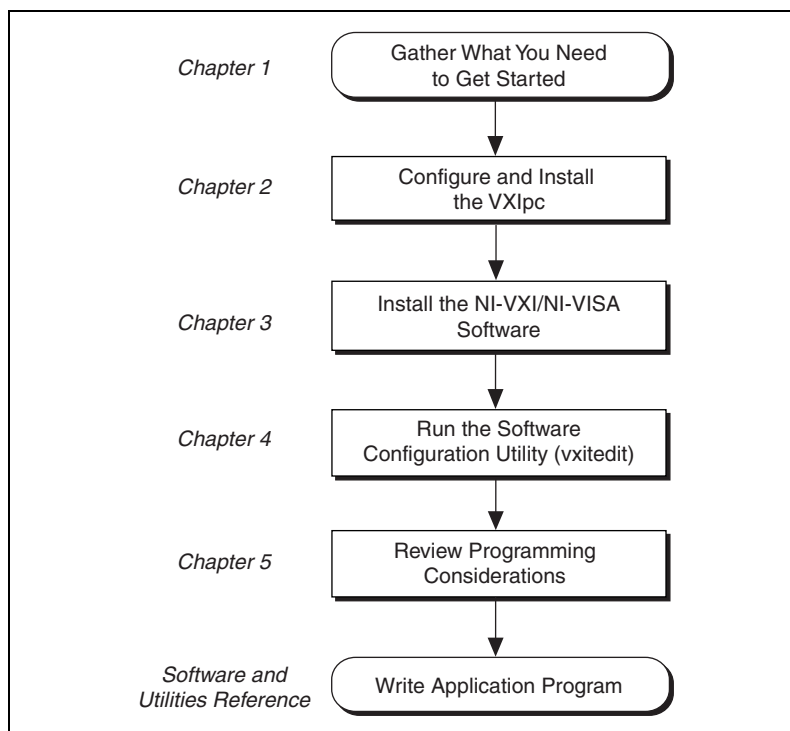 Chapter 1
Gather What You Need
to Get Started
Chapter 2
Configure and Install
the VXIpc
Chapter 3
Install the NI-VXI/NI-VISA
Software
Chapter 4
Run the Software
Configuration Utility (vxitedit)
Chapter 5
Review Programming
Considerations
Software and
Utilities Reference
Write Application Program